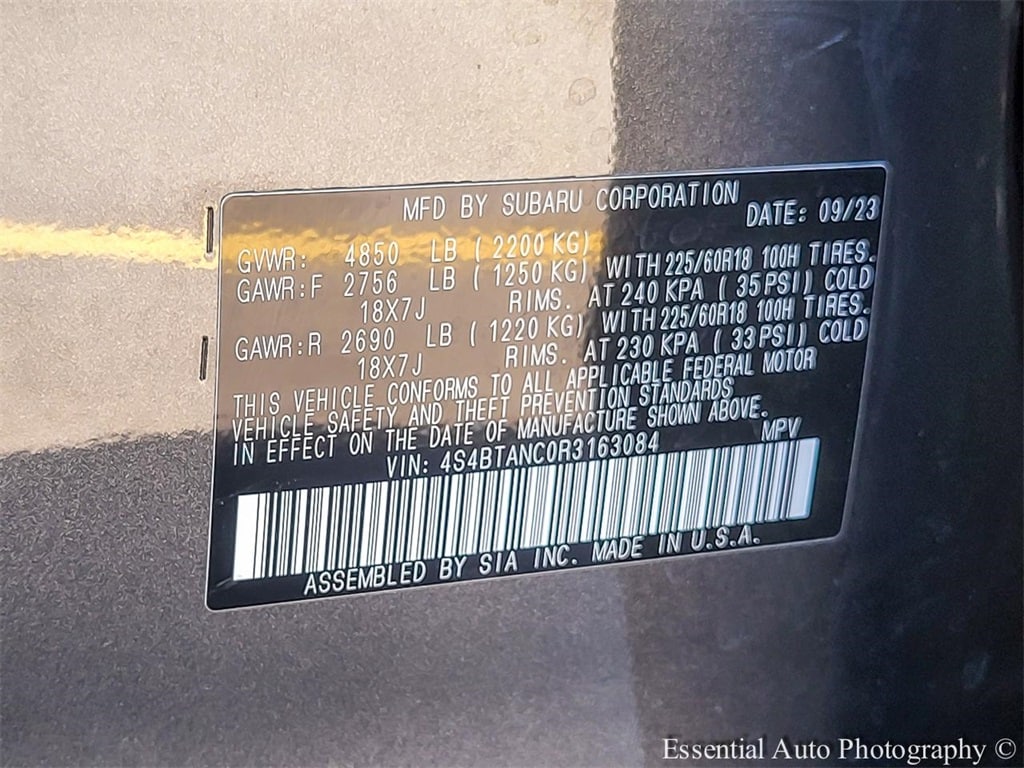 MFD BY SUBARU CORPORATION
DATE: 09/23
GVWR: 4850 LB ( 2200 KG)
GAWR:F 2756 LB ( 1250 KG) WITH 225/60R18 100H TIRES.
18X7J RIMS. AT 240 KPA ( 35PSI) COLD
GAWR:R 2690 LB ( 1220 KG) WITH 225/60R18 100H TIRES.
18X7J RIMS. AT 230 KPA ( 33PSI) COLD
THIS VEHICLE CONFORMS TO ALL APPLICABLE FEDERAL MOTOR
VEHICLE SAFETY AND THEFT PREVENTION STANDARDS
IN EFFECT ON THE DATE OF MANUFACTURE SHOWN ABOVE.
VIN: 4S4BTANC0R3163084 MPV
ASSEMBLED BY SIA INC. MADE IN U.S.A.
Essential Auto Photography ©